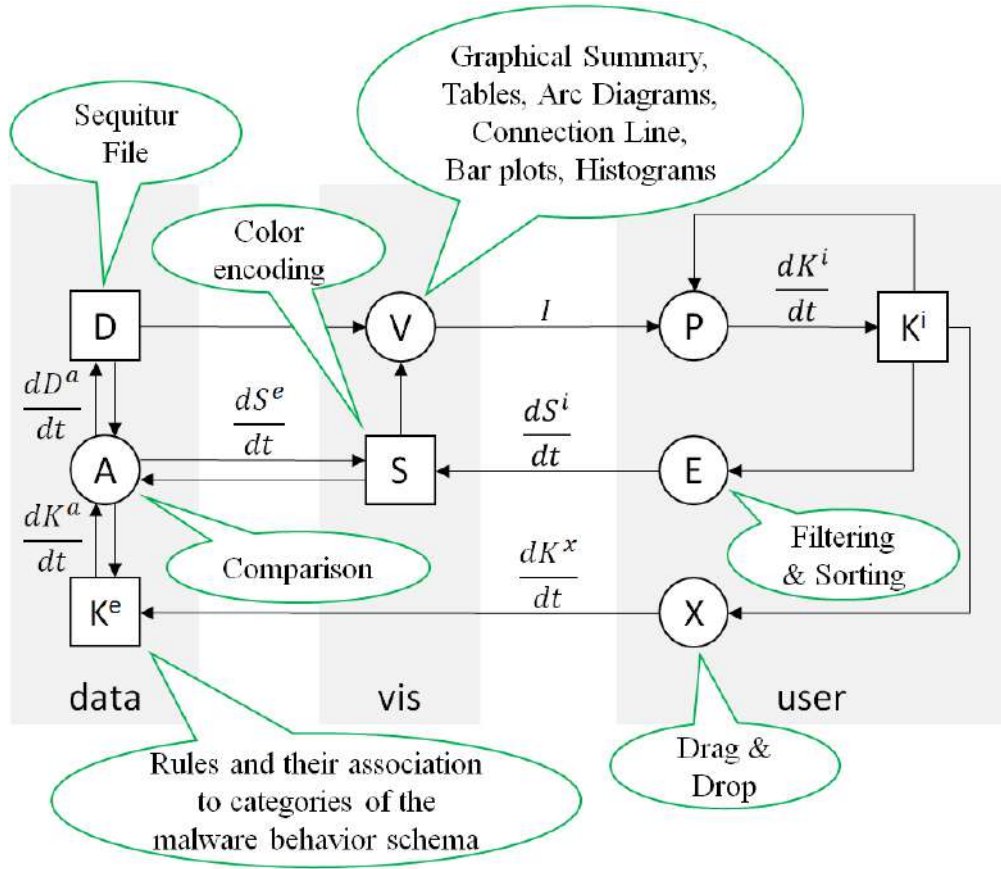 Graphical Summary,
Tables, Arc Diagrams,
Connection Line,
Bar plots, Histograms
Sequitur
File
Color
encoding
D
V
I
P
dK^i
dt
K^i
dD^a
dt
dS^e
dt
dS^i
dt
A
S
E
dK^a
dt
Comparison
dK^x
dt
Filtering
& Sorting
K^e
X
data
vis
user
Rules and their association
to categories of the
malware behavior schema
Drag &
Drop